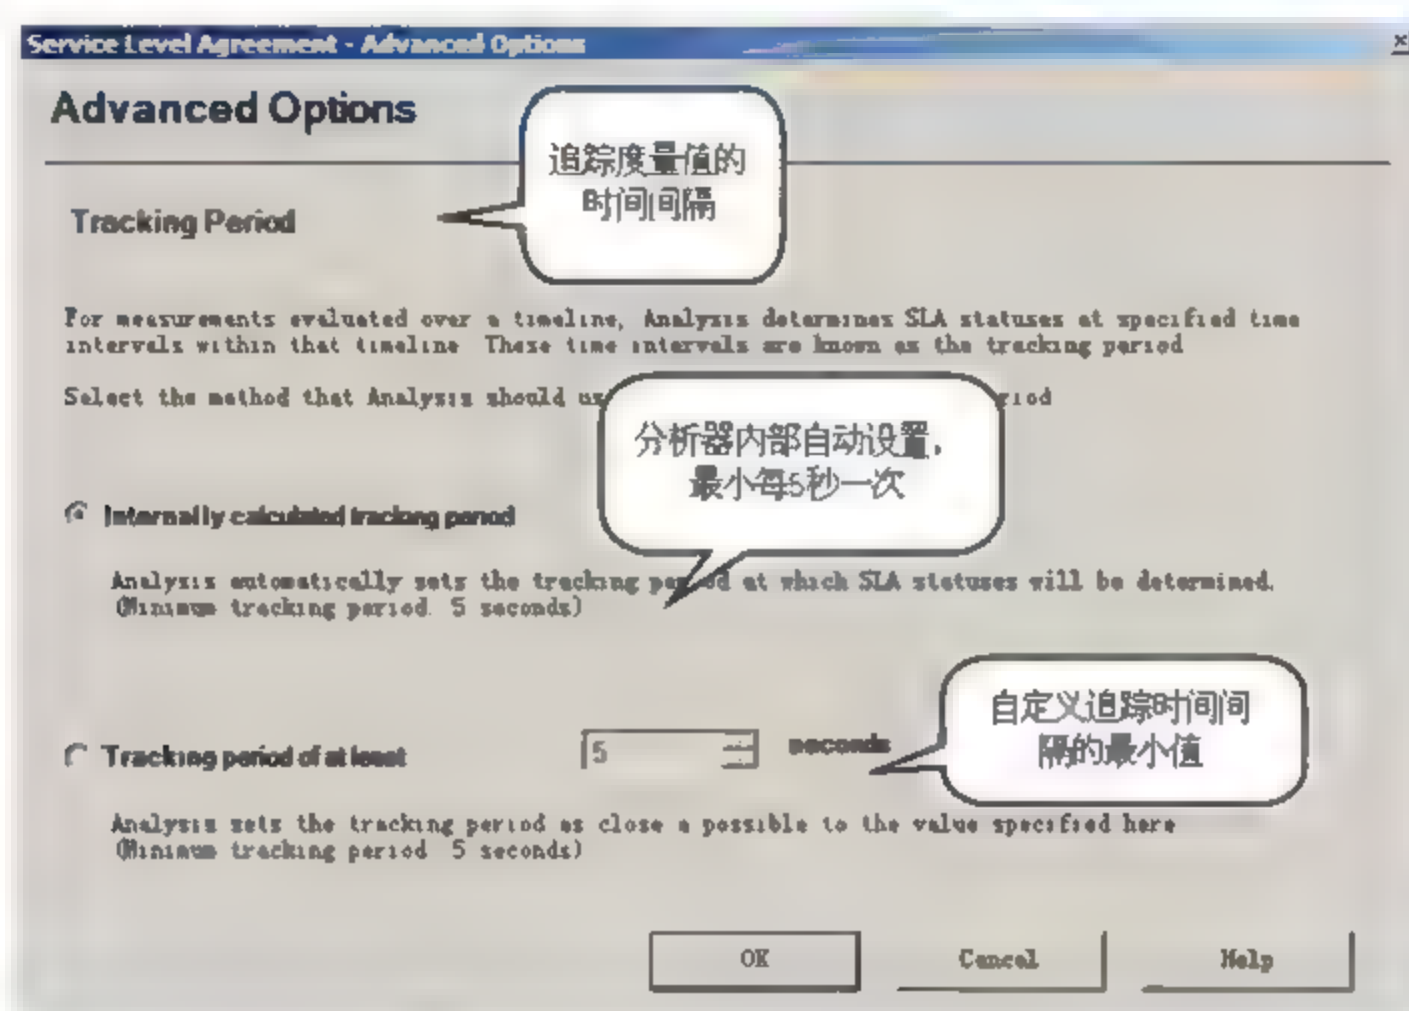 Service Level Agreement - Advanced Options
Advanced Options
追踪度量值的
时间间隔
Tracking Period
For measurements evaluated over a timeline, Analysis determines SLA statuses at specified time
intervals within that timeline These time intervals are known as the tracking period
Select the method that Analysis should us
riod
分析器内部自动设置,
最小每5秒一次
Internally calculated tracking period
Analysis automatically sets the tracking period at which SLA statuses will be determined.
(Minimum tracking period. 5 seconds)
自定义追踪时间间
隔的最小值
Tracking period of at least 5 seconds
Analysis sets the tracking period as close a possible to the value specified here
(Minimum tracking period 5 seconds)
OK Cancel Help